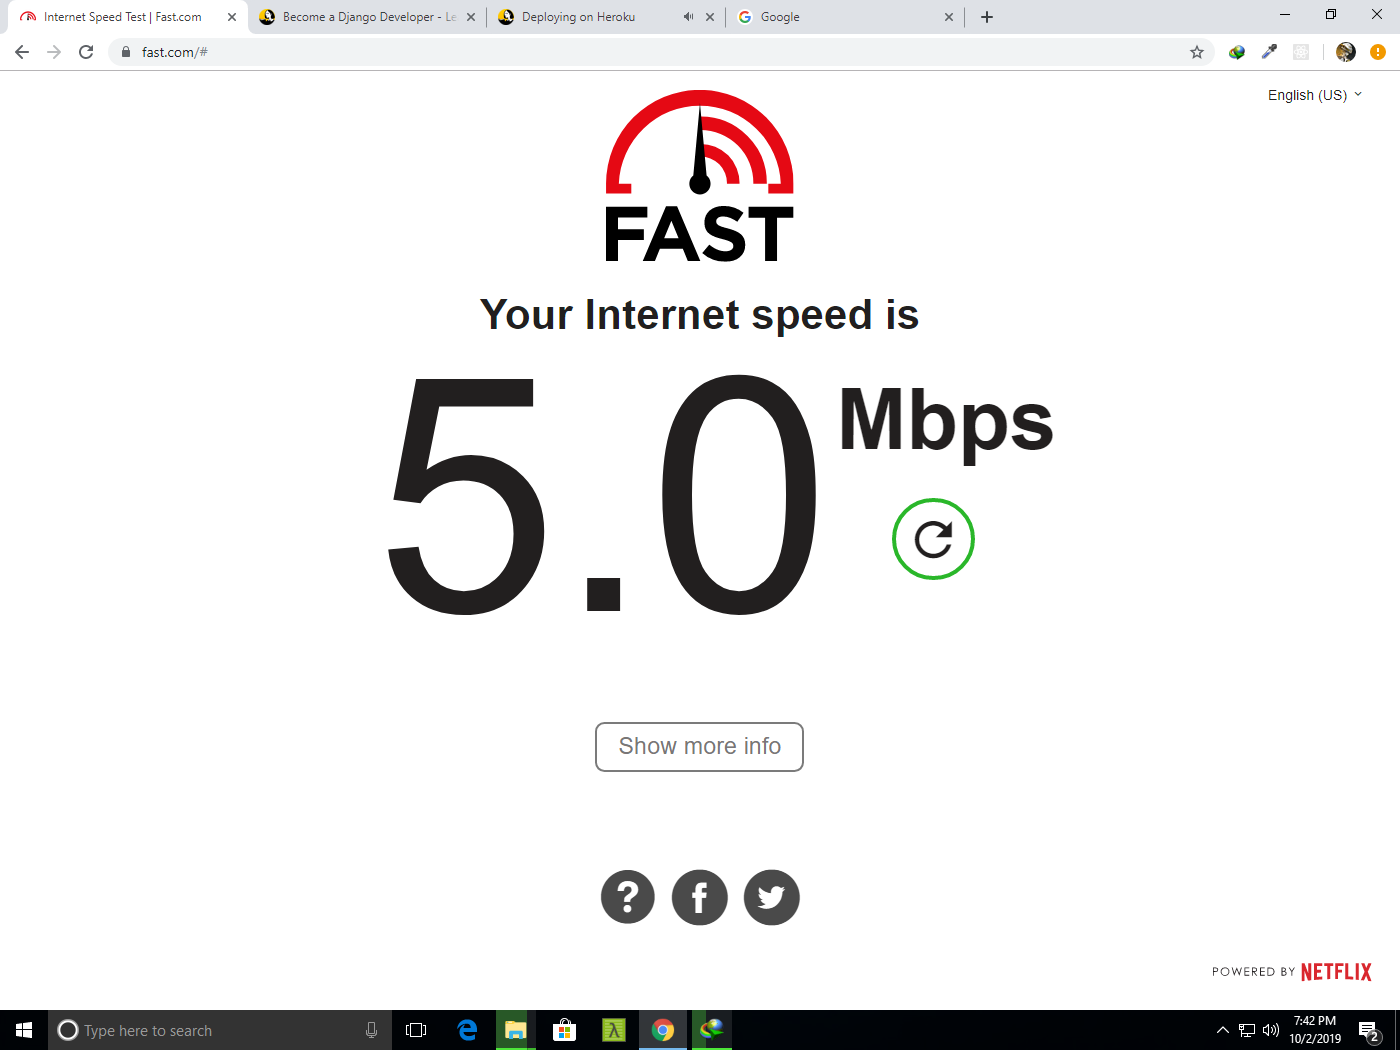 Internet Speed Test | Fast.com
Become a Django Developer - Le
Deploying on Heroku
Google
fast.com/#
English (US)
FAST
Your Internet speed is
5.0 Mbps
Show more info
POWERED BY NETFLIX
Type here to search
7:42 PM
10/2/2019
2